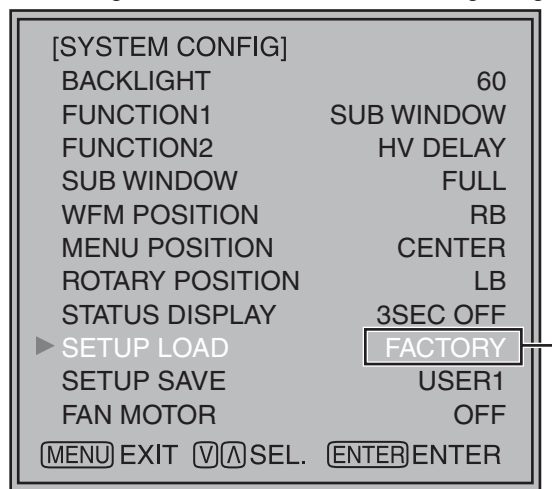 [SYSTEM CONFIG]
BACKLIGHT 60
FUNCTION1 SUB WINDOW
FUNCTION2 HV DELAY
SUB WINDOW FULL
WFM POSITION RB
MENU POSITION CENTER
ROTARY POSITION LB
STATUS DISPLAY 3SEC OFF
SETUP LOAD FACTORY
SETUP SAVE USER1
FAN MOTOR OFF
MENU EXIT V Λ SEL. ENTER ENTER